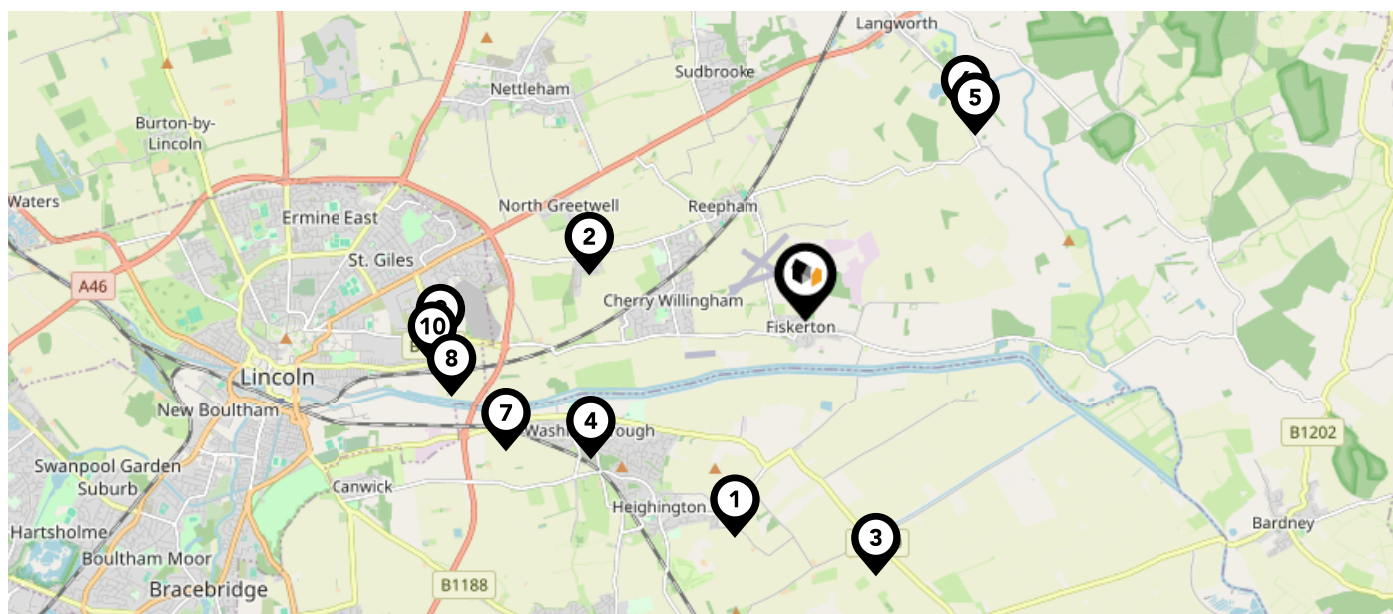 Langworth
Sudbrooke
Nettleham
5
Burton-by-
Lincoln
Waters
North Greetwell
Reepham
Ermine East
2
St. Giles
A46
Cherry Willingham
10
Fiskerton
8
Lincoln
New Boultham
7
4
Washingborough
B1202
Swanpool Garden
Suburb
Canwick
1
Heighington
Hartsholme
3
Bardney
Boultham Moor
B1188
Bracebridge